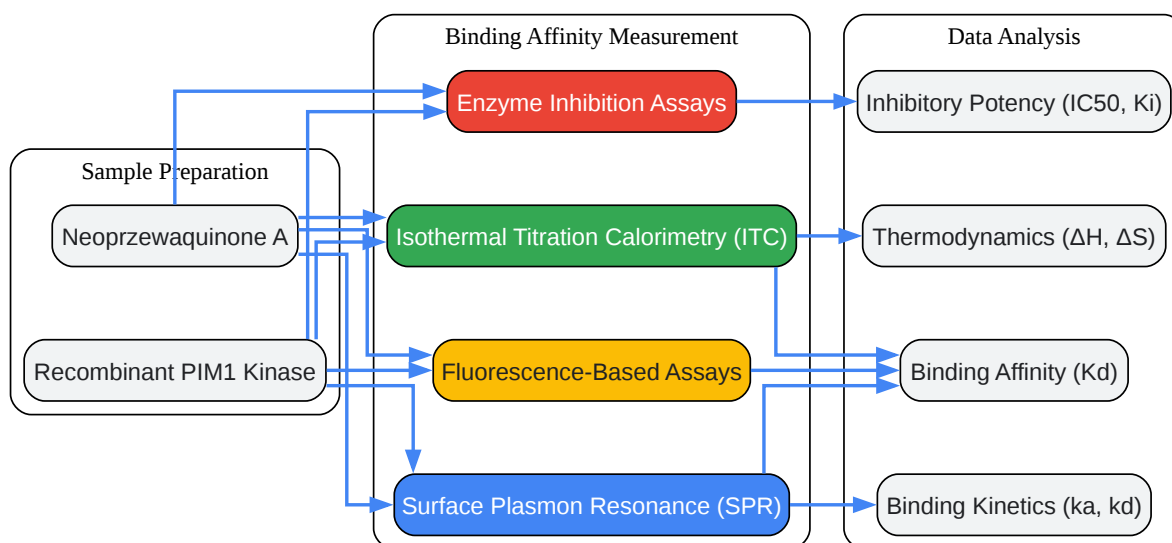 Sample Preparation
Neoprzewaquinone A
Recombinant PIM1 Kinase
Binding Affinity Measurement
Enzyme Inhibition Assays
Isothermal Titration Calorimetry (ITC)
Fluorescence-Based Assays
Surface Plasmon Resonance (SPR)
Data Analysis
Inhibitory Potency (IC50, Ki)
Thermodynamics (ΔH, ΔS)
Binding Affinity (Kd)
Binding Kinetics (ka, kd)